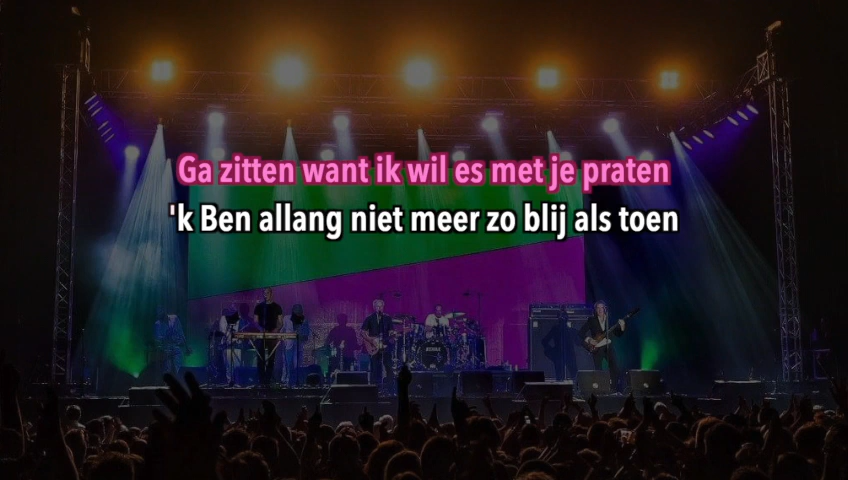 Ga zitten want ik wil es met je praten
'k Ben allang niet meer zo blij als toen